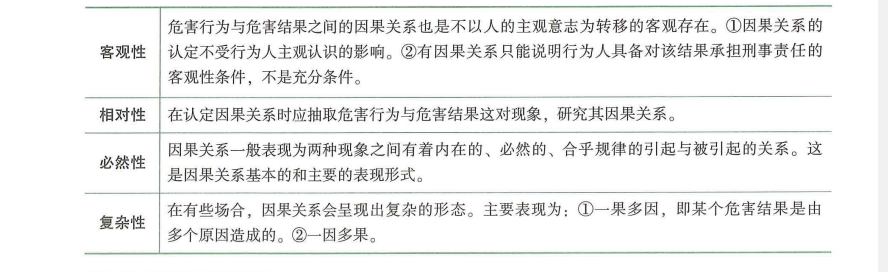 危害行为与危害结果之间的因果关系也是不以人的主观意志为转移的客观存在。①因果关系的
客观性
认定不受行为人主观认识的影响。②有因果关系只能说明行为人具备对该结果承担刑事责任的
客观性条件，不是充分条件。
相对性
在认定因果关系时应抽取危害行为与危害结果这对现象，研究其因果关系。
因果关系一般表现为两种现象之间有着内在的、必然的、合乎规律的引起与被引起的关系。这
必然性
是因果关系基本的和主要的表现形式。
在有些场合，因果关系会呈现出复杂的形态。主要表现为：①一果多因，即某个危害结果是由
复杂性
多个原因造成的。②一因多果。